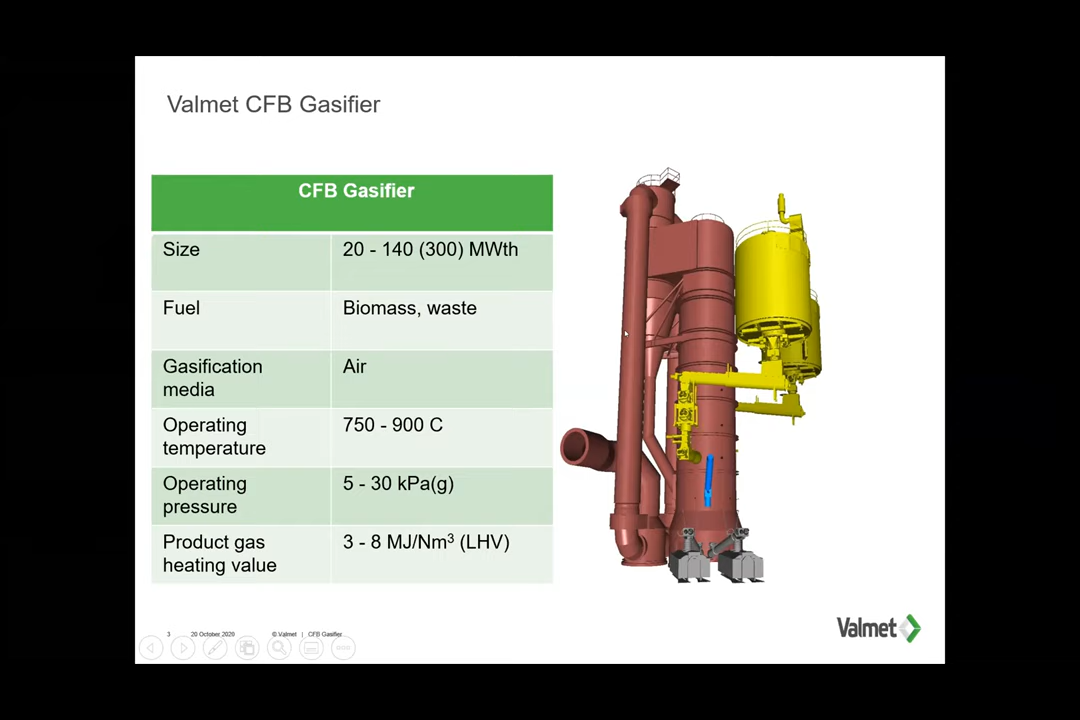 Valmet CFB Gasifier
CFB Gasifier
Size
20 - 140 (300) MWth
Fuel
Biomass, waste
Gasification
media
Air
Operating
temperature
750 - 900 C
Operating
pressure
5 - 30 kPa(g)
Product gas
heating value
3 - 8 MJ/Nm³ (LHV)
3 20 October 2020 © Valmet | CFB Gasifier
Valmet